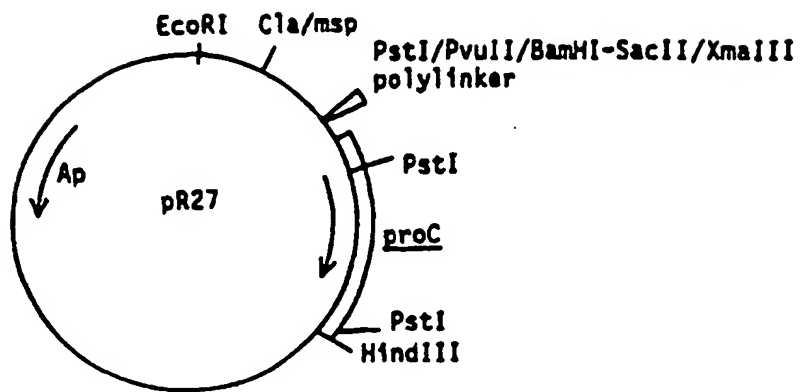 EcoRI
Cla/msp
PstI/PvuII/BamHI-SacII/XmaIII
polylinker
PstI
Ap
pR27
proC
PstI
HindIII